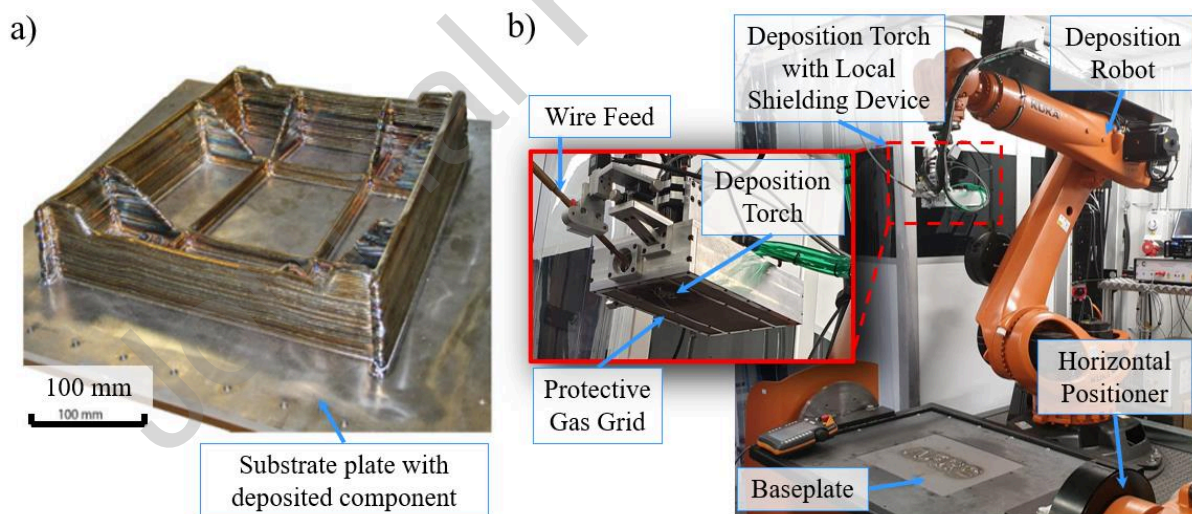 a)
100 mm
100 mm
Substrate plate with
deposited component
b)
Wire Feed
Deposition Torch
with Local
Shielding Device
Deposition
Robot
KUKA
Deposition
Torch
Protective
Gas Grid
Horizontal
Positioner
Baseplate